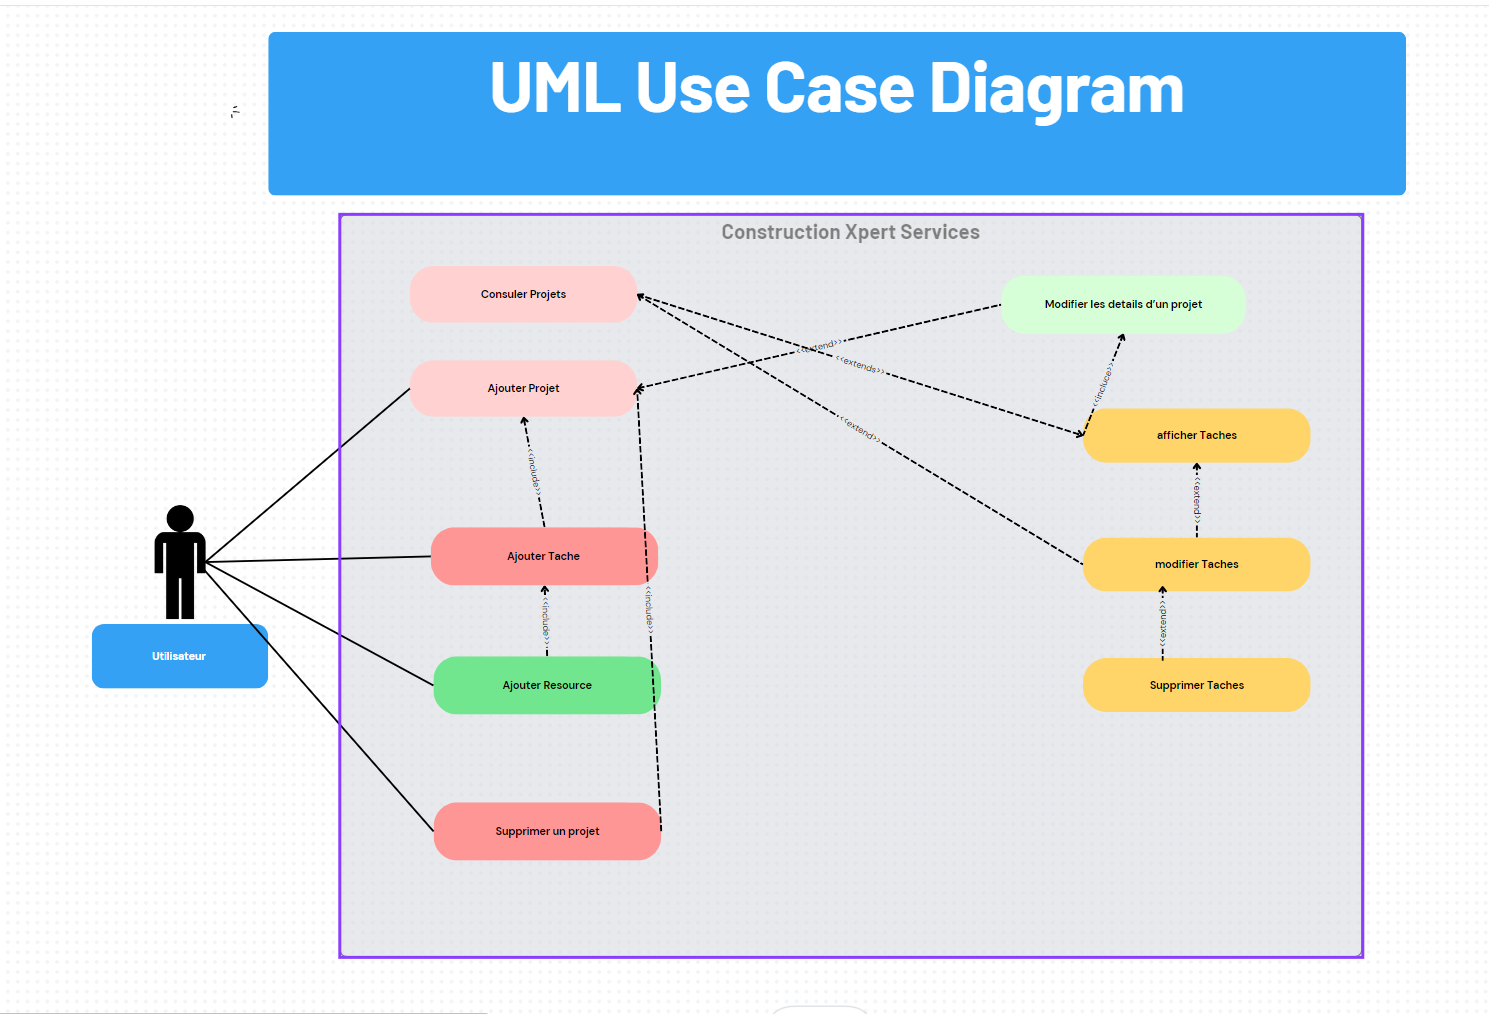 UML Use Case Diagram
Construction Xpert Services
Consuler Projets
Modifier les details d'un projet
<<extend>>
<<extends>>
Ajouter Projet
<<incluce>>
<<extend>>
afficher Taches
<<include>>
<<extend>>
Ajouter Tache
modifier Taches
<<include>>
<<include>>
<<extend>>
Utilisateur
Ajouter Resource
Supprimer Taches
Supprimer un projet